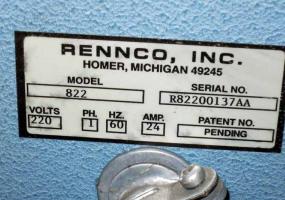 RENNCO, INC.
HOMER, MICHIGAN 49245
MODEL SERIAL NO.
822 R82200137AA
VOLTS PH. HZ. AMP. PATENT NO.
220 1 60 24 PENDING